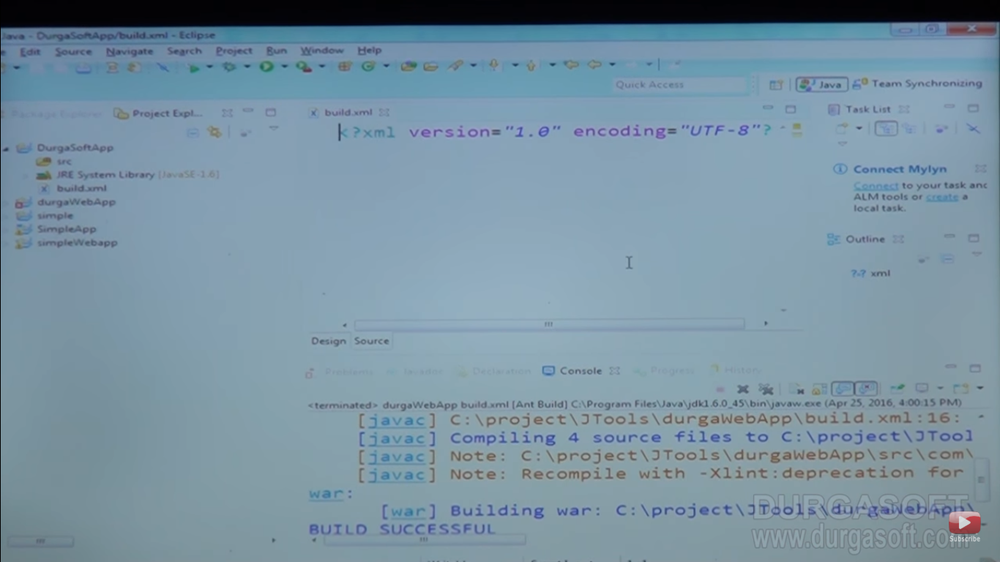 Java - DurgaSoftApp/build.xml - Eclipse
Edit Source Navigate Search Project Run Window Help
Quick Access
Java
Team Synchronizing
Package Explorer
Project Expl...
build.xml
Task List
<?xml version="1.0" encoding="UTF-8"?
DurgaSoftApp
src
JRE System Library [JavaSE-1.6]
build.xml
durgaWebApp
simple
SimpleApp
simpleWebapp
Connect Mylyn
Connect to your task and
ALM tools or create a
local task.
Outline
?=? xml
Design Source
Problems Javadoc Declaration Console Progress History
<terminated> durgaWebApp build.xml [Ant Build] C:\Program Files\Java\jdk1.6.0_45\bin\javaw.exe (Apr 25, 2016, 4:00:15 PM)
[javac] C:\project\JTools\durgaWebApp\build.xml:16:
[javac] Compiling 4 source files to C:\project\JTool
[javac] Note: C:\project\JTools\durgaWebApp\src\com\
[javac] Note: Recompile with -Xlint:deprecation for
war:
[war] Building war: C:\project\JTools\durgaWebApp\
BUILD SUCCESSFUL
DURGASOFT
www.durgasoft.com
Subscribe